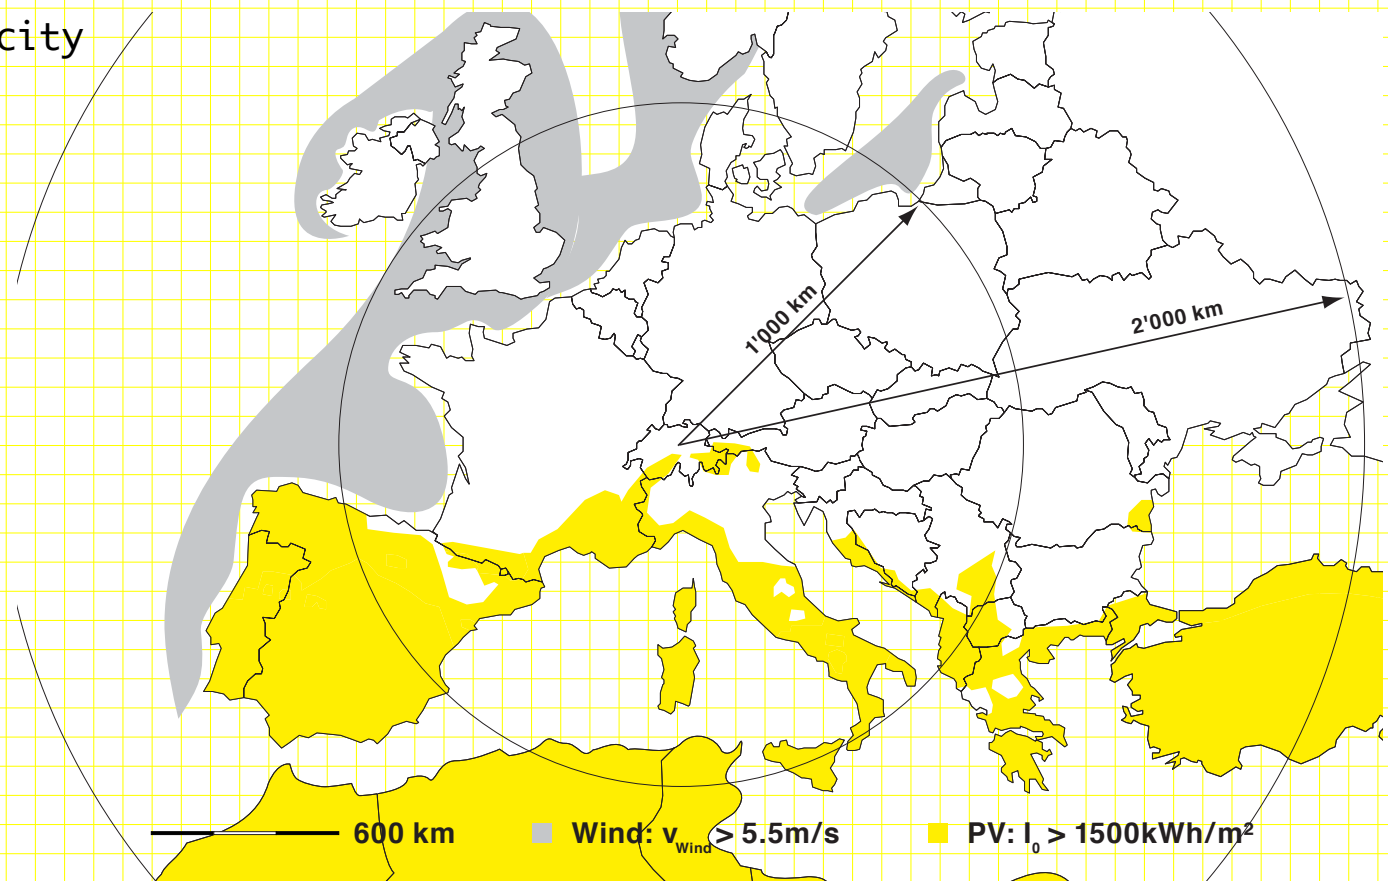 city
1'000 km
2'000 km
600 km
Wind: vWind > 5.5m/s
PV: I0 > 1500kWh/m²